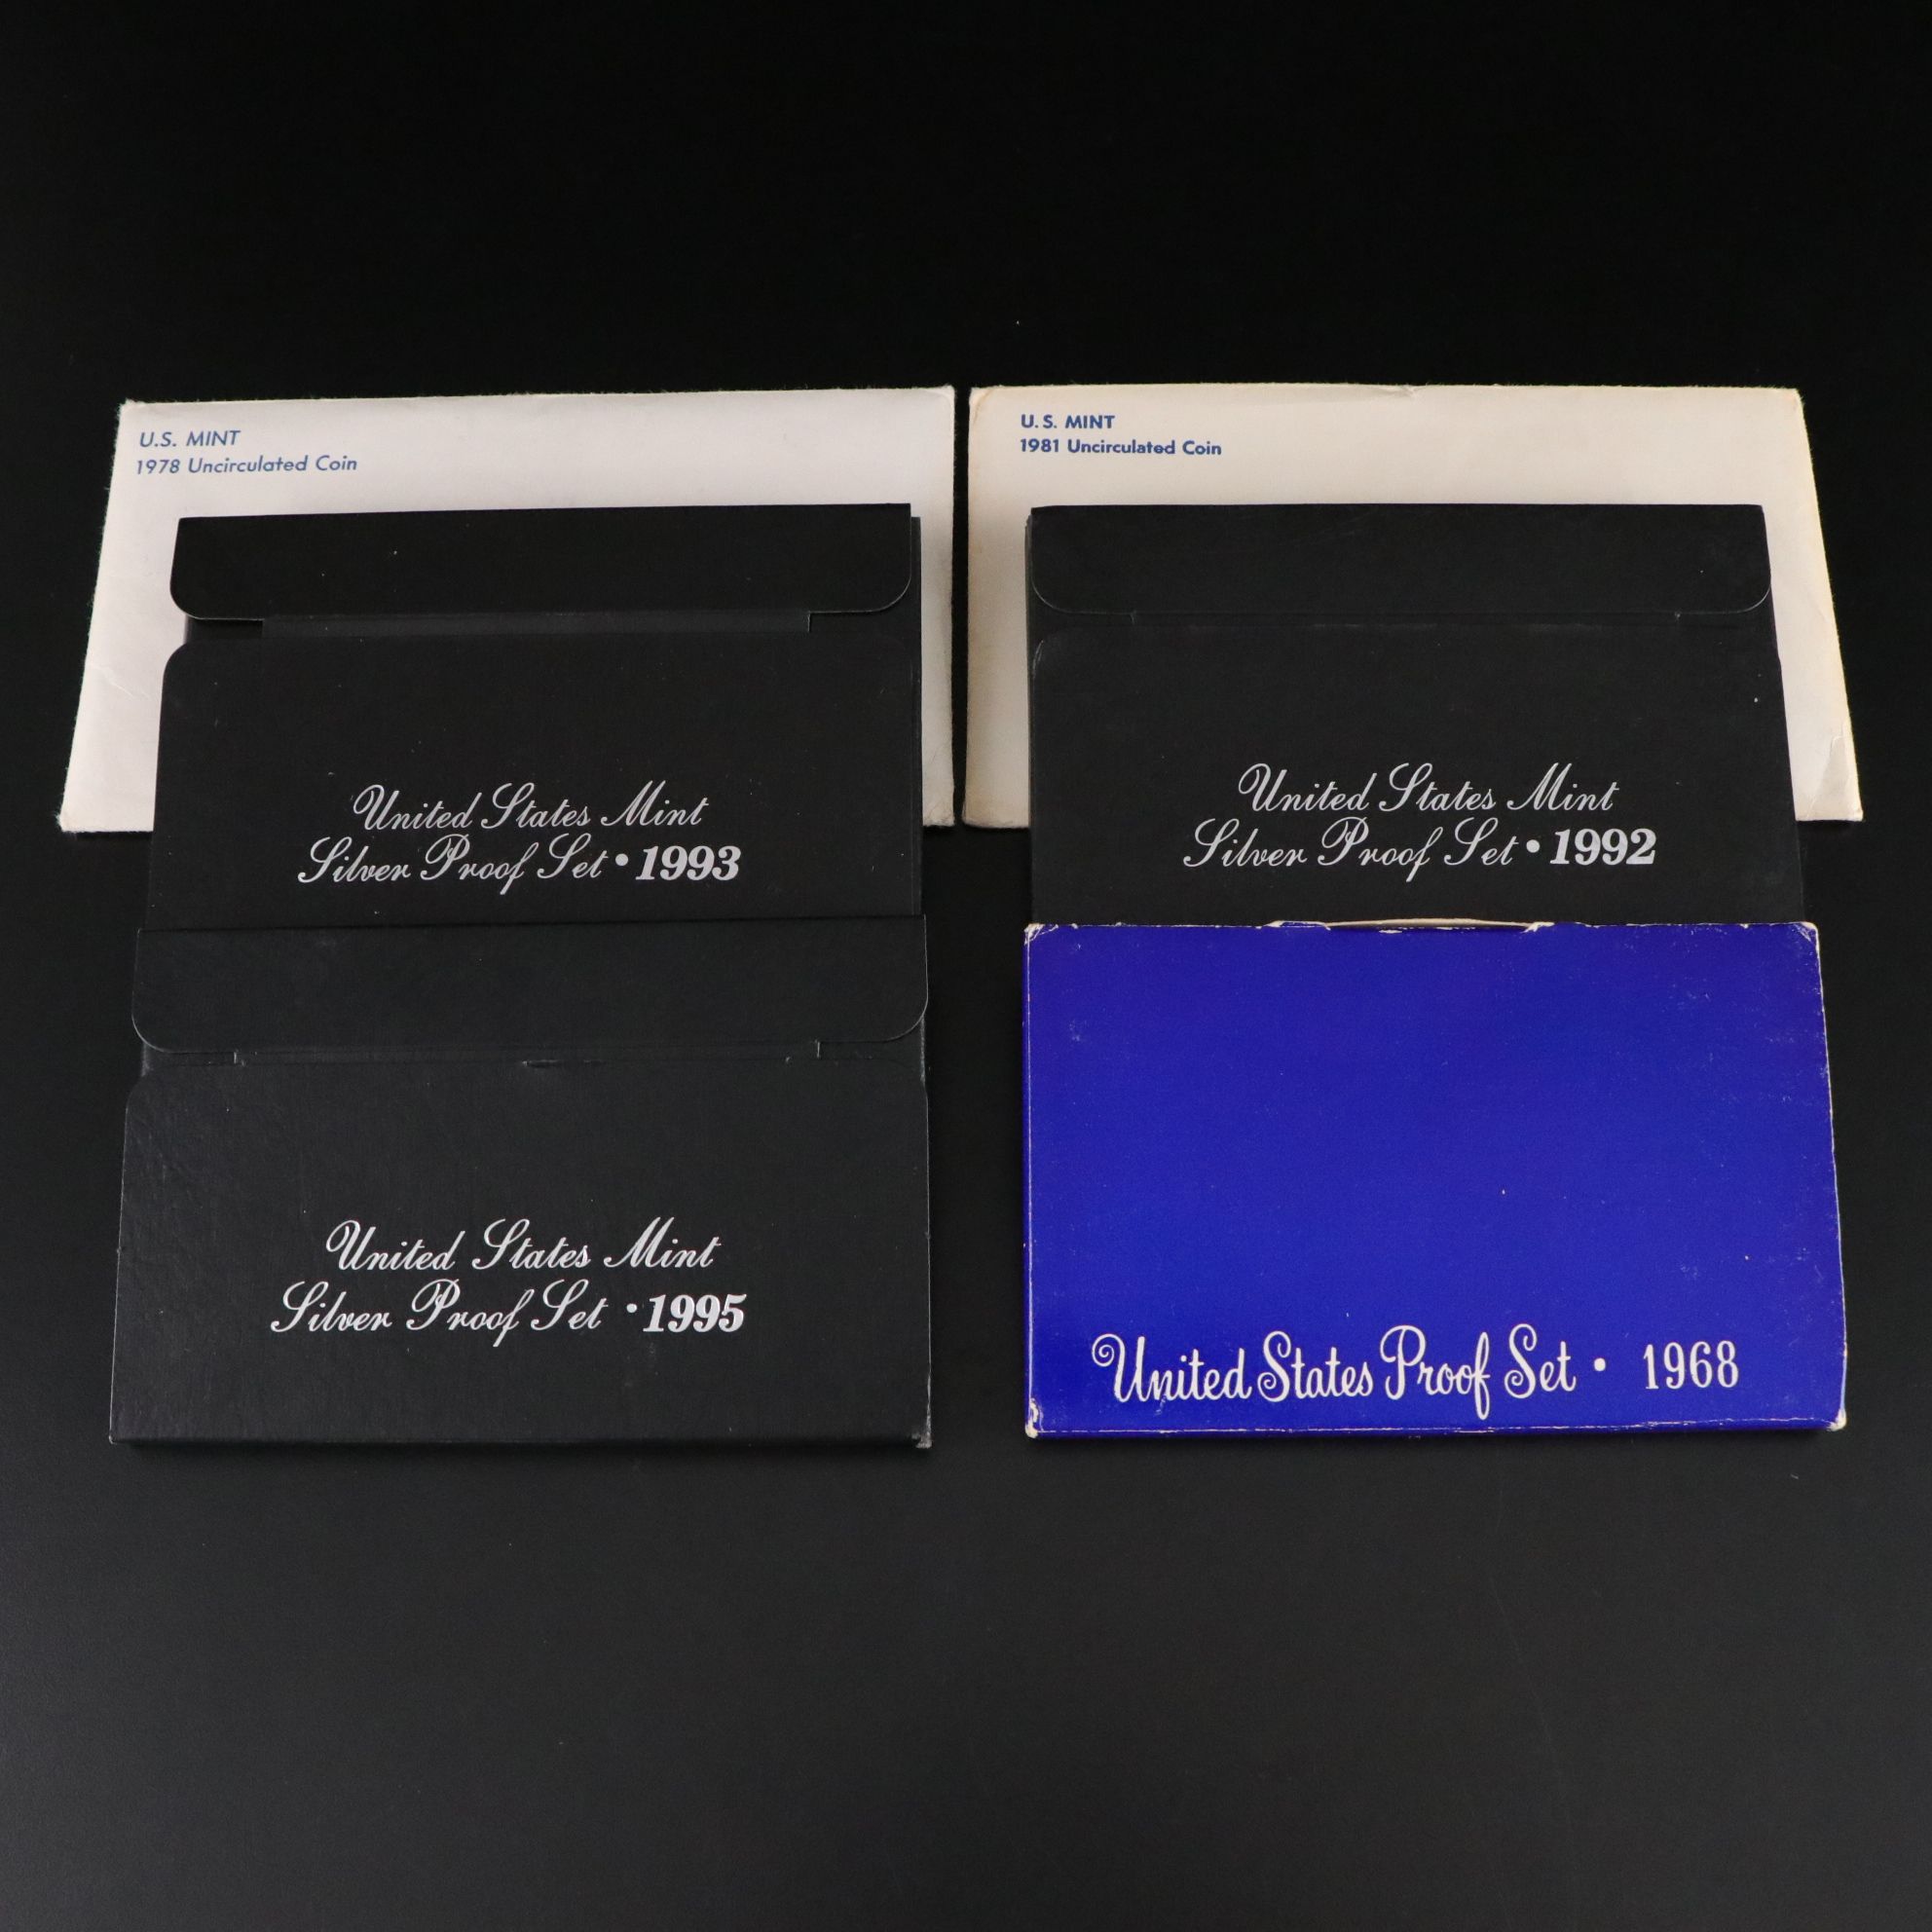 U.S. MINT
1978 Uncirculated Coin
U.S. MINT
1981 Uncirculated Coin
United States Mint
Silver Proof Set • 1993
United States Mint
Silver Proof Set • 1992
United States Mint
Silver Proof Set • 1995
United States Proof Set • 1968